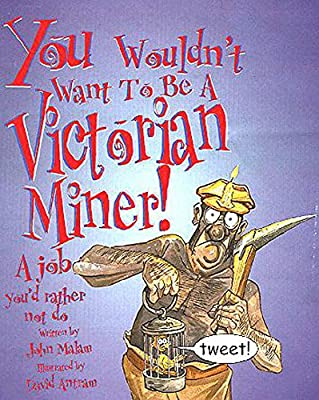 You Wouldn't
Want To Be A
Victorian
Miner!
A job
you'd rather
not do
Written by
John Malam
Illustrated by
David Antram
tweet!